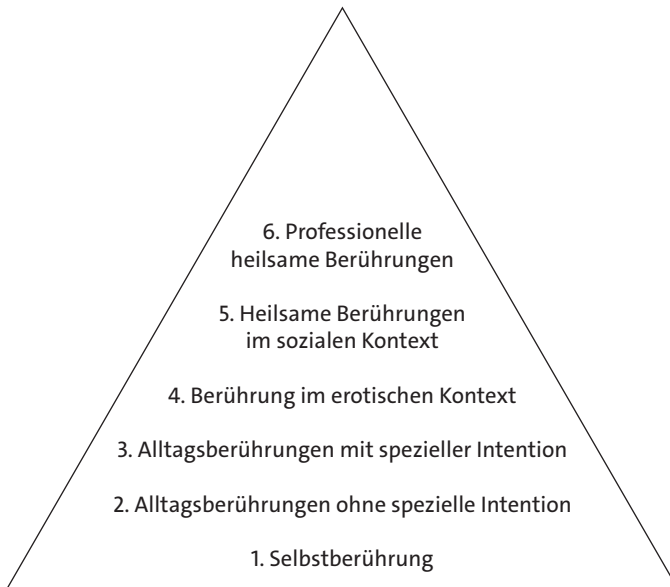 6. Professionelle
heilsame Berührungen
5. Heilsame Berührungen
im sozialen Kontext
4. Berührung im erotischen Kontext
3. Alltagsberührungen mit spezieller Intention
2. Alltagsberührungen ohne spezielle Intention
1. Selbstberührung